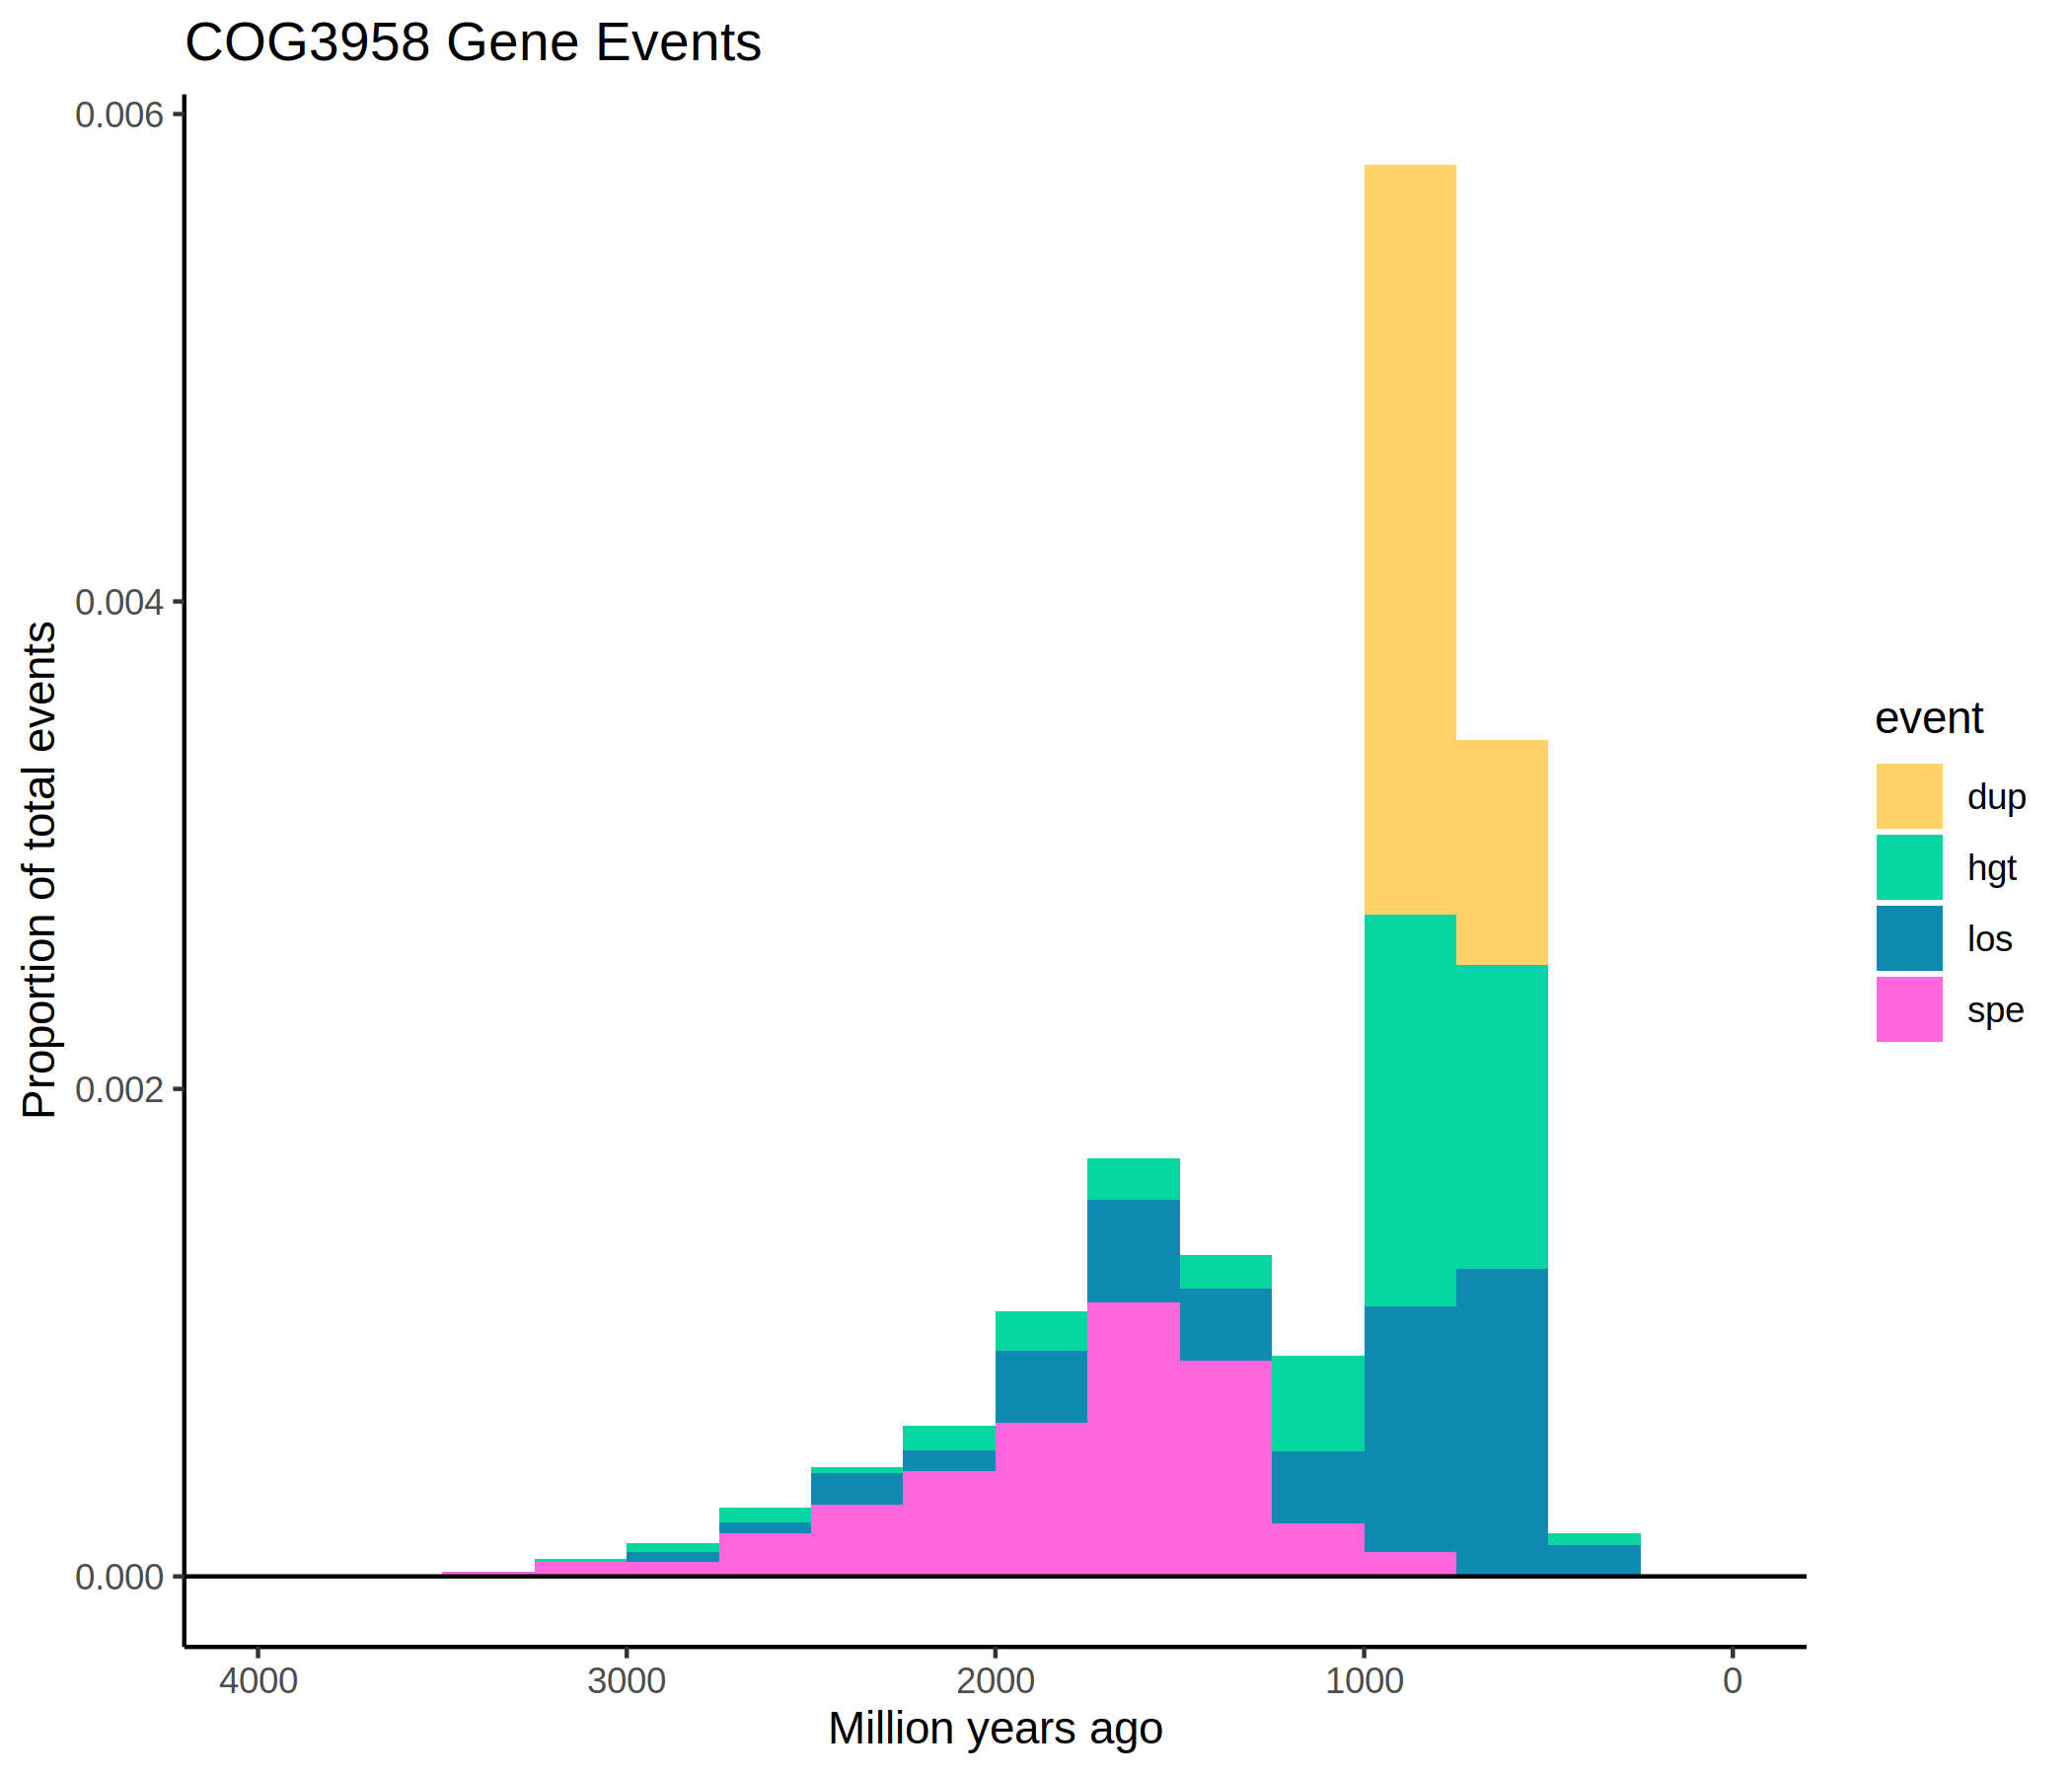 COG3958 Gene Events
Proportion of total events
0.006
0.004
0.002
0.000
4000 3000 2000 1000 0
Million years ago
event
dup
hgt
los
spe